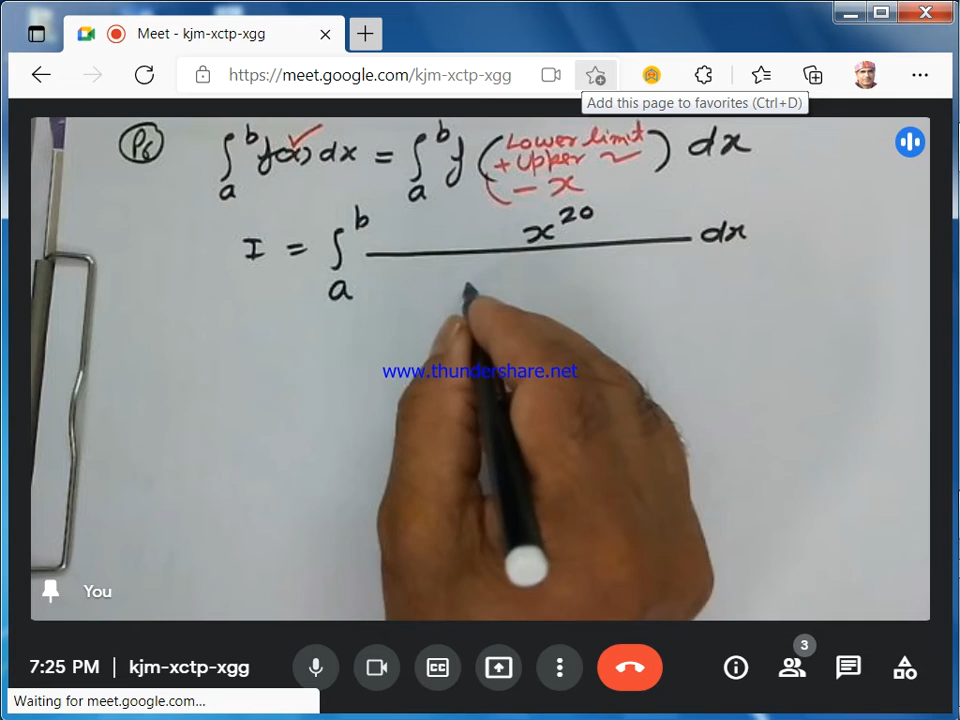 Meet - kjm-xctp-xgg
https://meet.google.com/kjm-xctp-xgg
Add this page to favorites (Ctrl+D)
P6 ∫ₐᵇ f(x) dx = ∫ₐᵇ f (Lower limit + Upper ~ - x) dx
I = ∫ₐᵇ x²⁰ dx
www.thundershare.net
You
3
7:25 PM | kjm-xctp-xgg
CC
Waiting for meet.google.com...